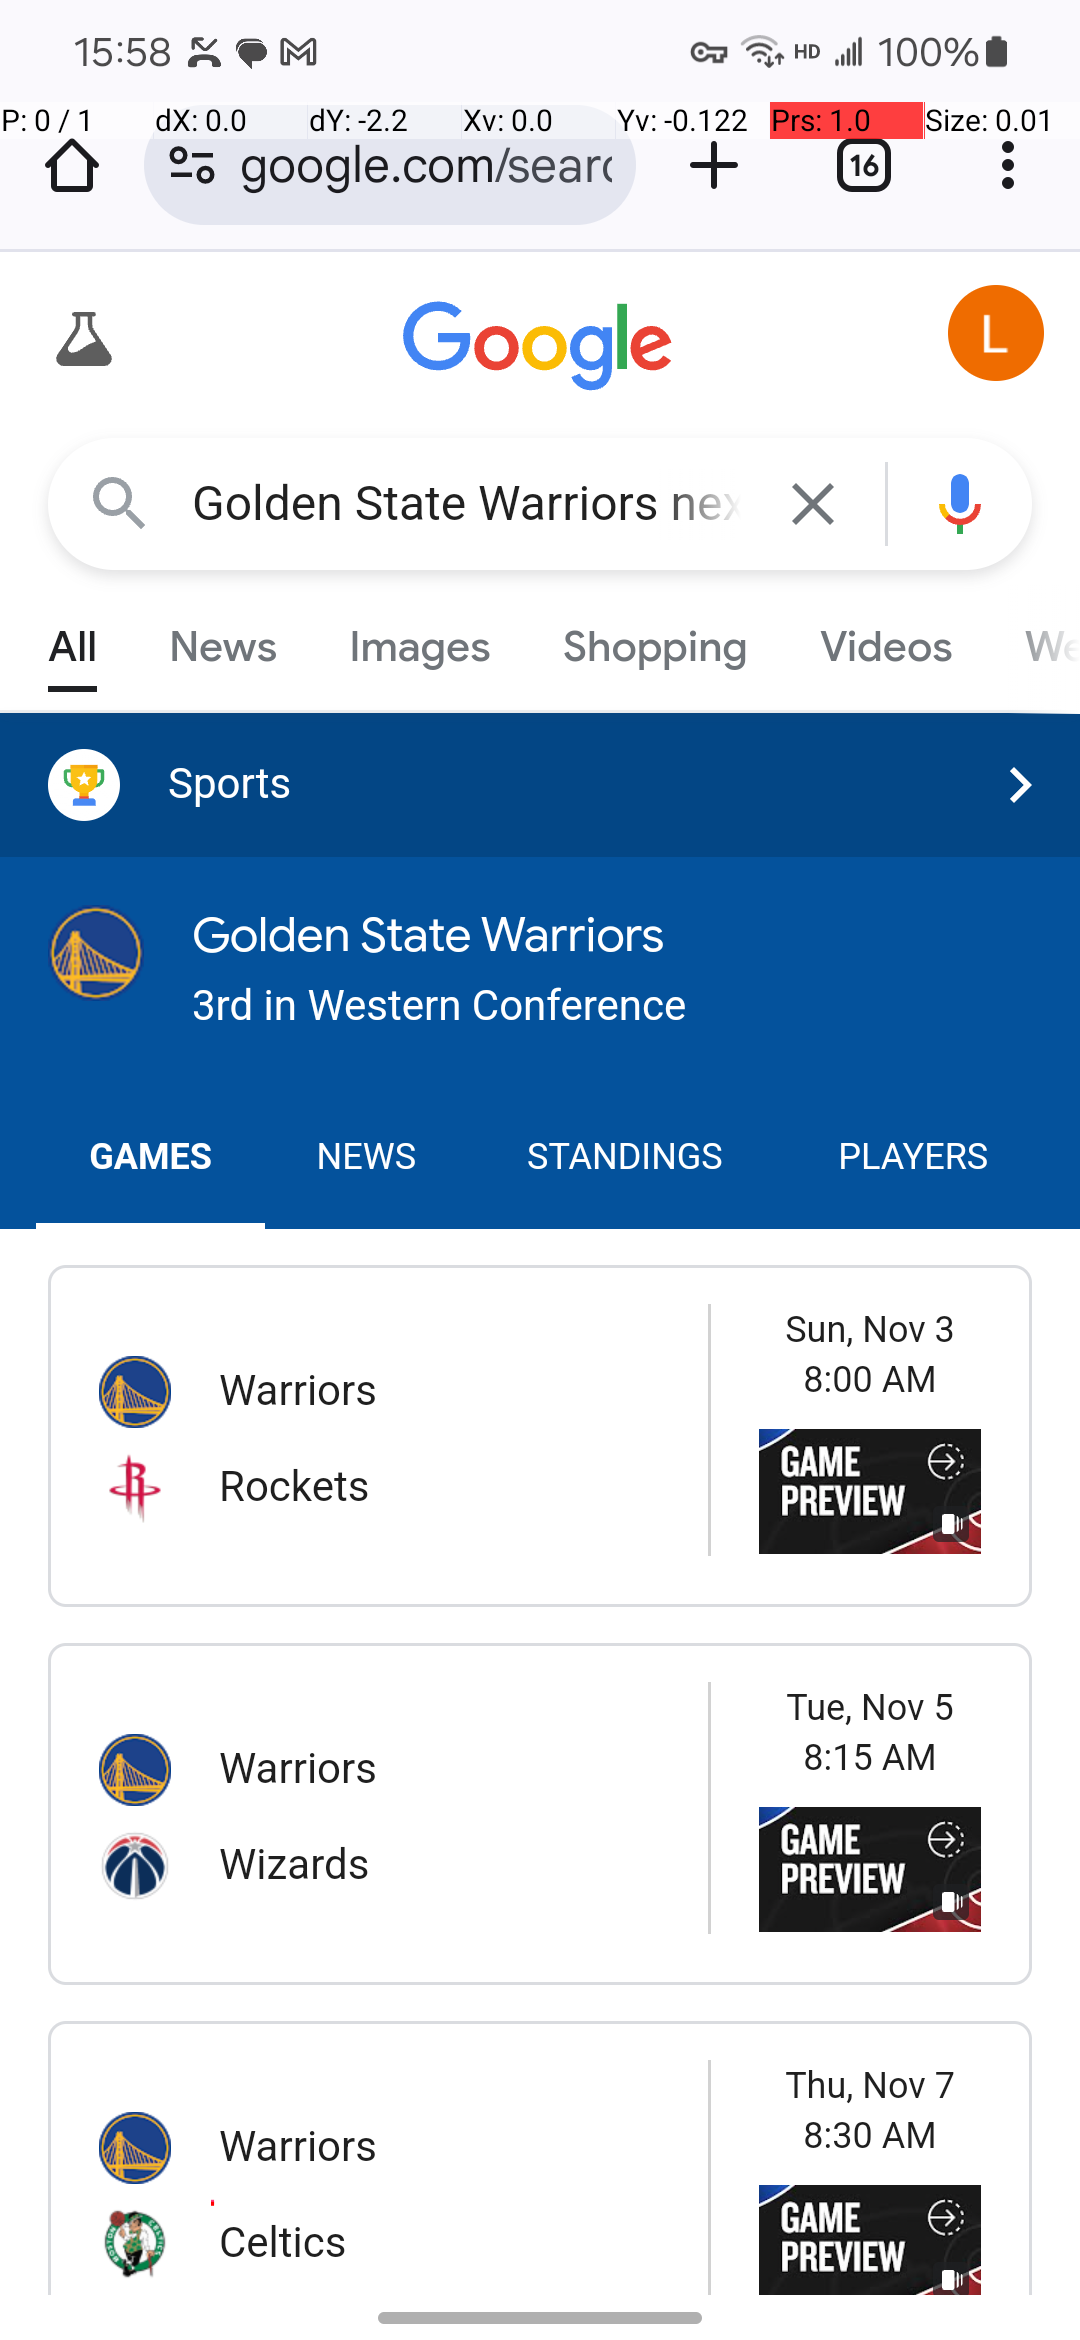 15:58 HD 100%
P: 0 / 1 dX: 0.0 dY: -2.2 Xv: 0.0 Yv: -0.122 Prs: 1.0 Size: 0.01
google.com/searc 16
Google L
Golden State Warriors nex
All News Images Shopping Videos We
Sports
Golden State Warriors
3rd in Western Conference
GAMES NEWS STANDINGS PLAYERS
Sun, Nov 3
8:00 AM
Warriors
Rockets
GAME
PREVIEW
Tue, Nov 5
8:15 AM
Warriors
Wizards
GAME
PREVIEW
Thu, Nov 7
8:30 AM
Warriors
Celtics
GAME
PREVIEW